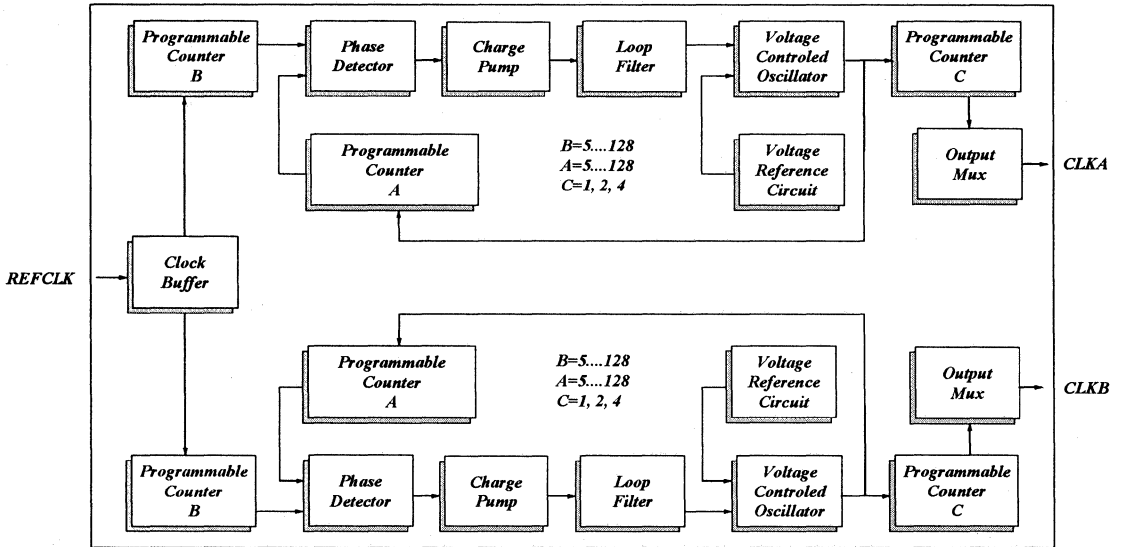 Programmable
Counter
B
Phase
Detector
Charge
Pump
Loop
Filter
Voltage
Controled
Oscillator
Programmable
Counter
C
Programmable
Counter
A
B=5....128
A=5....128
C=1, 2, 4
Voltage
Reference
Circuit
Output
Mux
CLKA
REFCLK
Clock
Buffer
Programmable
Counter
A
B=5....128
A=5....128
C=1, 2, 4
Voltage
Reference
Circuit
Output
Mux
CLKB
Programmable
Counter
B
Phase
Detector
Charge
Pump
Loop
Filter
Voltage
Controled
Oscillator
Programmable
Counter
C